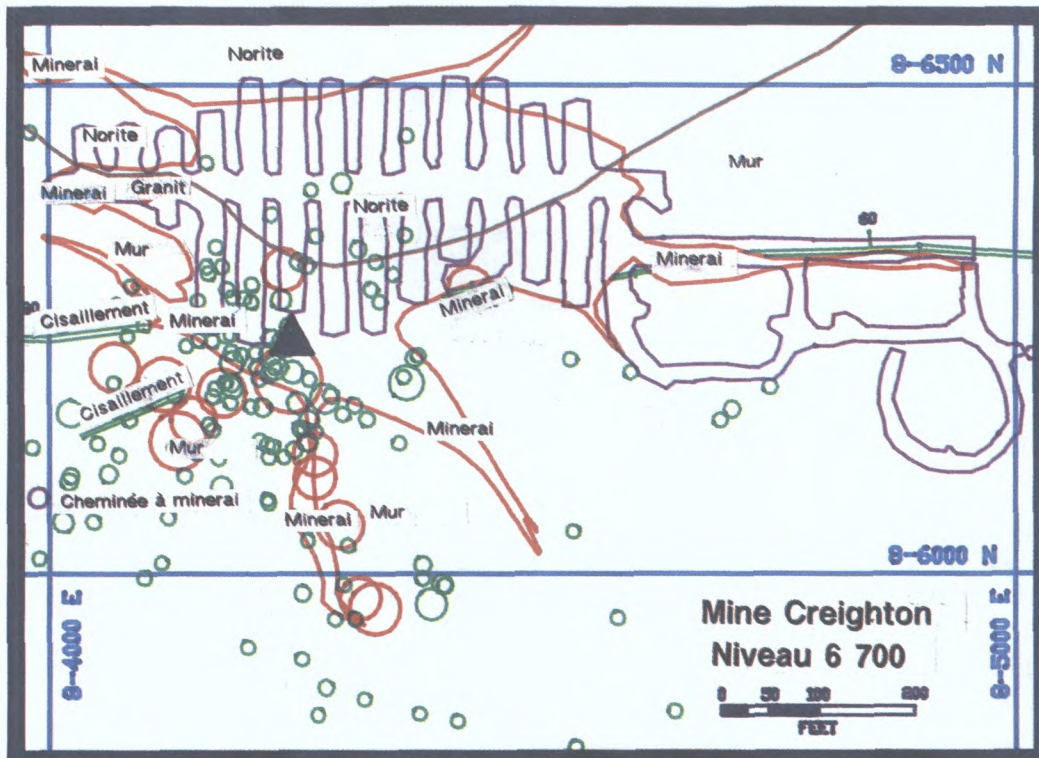 Norite
Minerai
8-6500 N
Norite
Mur
Minerai
Granit
Norite
60
Mur
Minerai
Minerai
Cisaillement
Minerai
Cisaillement
Minerai
Mur
Cheminée à minerai
Minerai
Mur
8-6000 N
8-4000 E
8-5000 E
Mine Creighton
Niveau 6 700
0 50 100 200
FEET